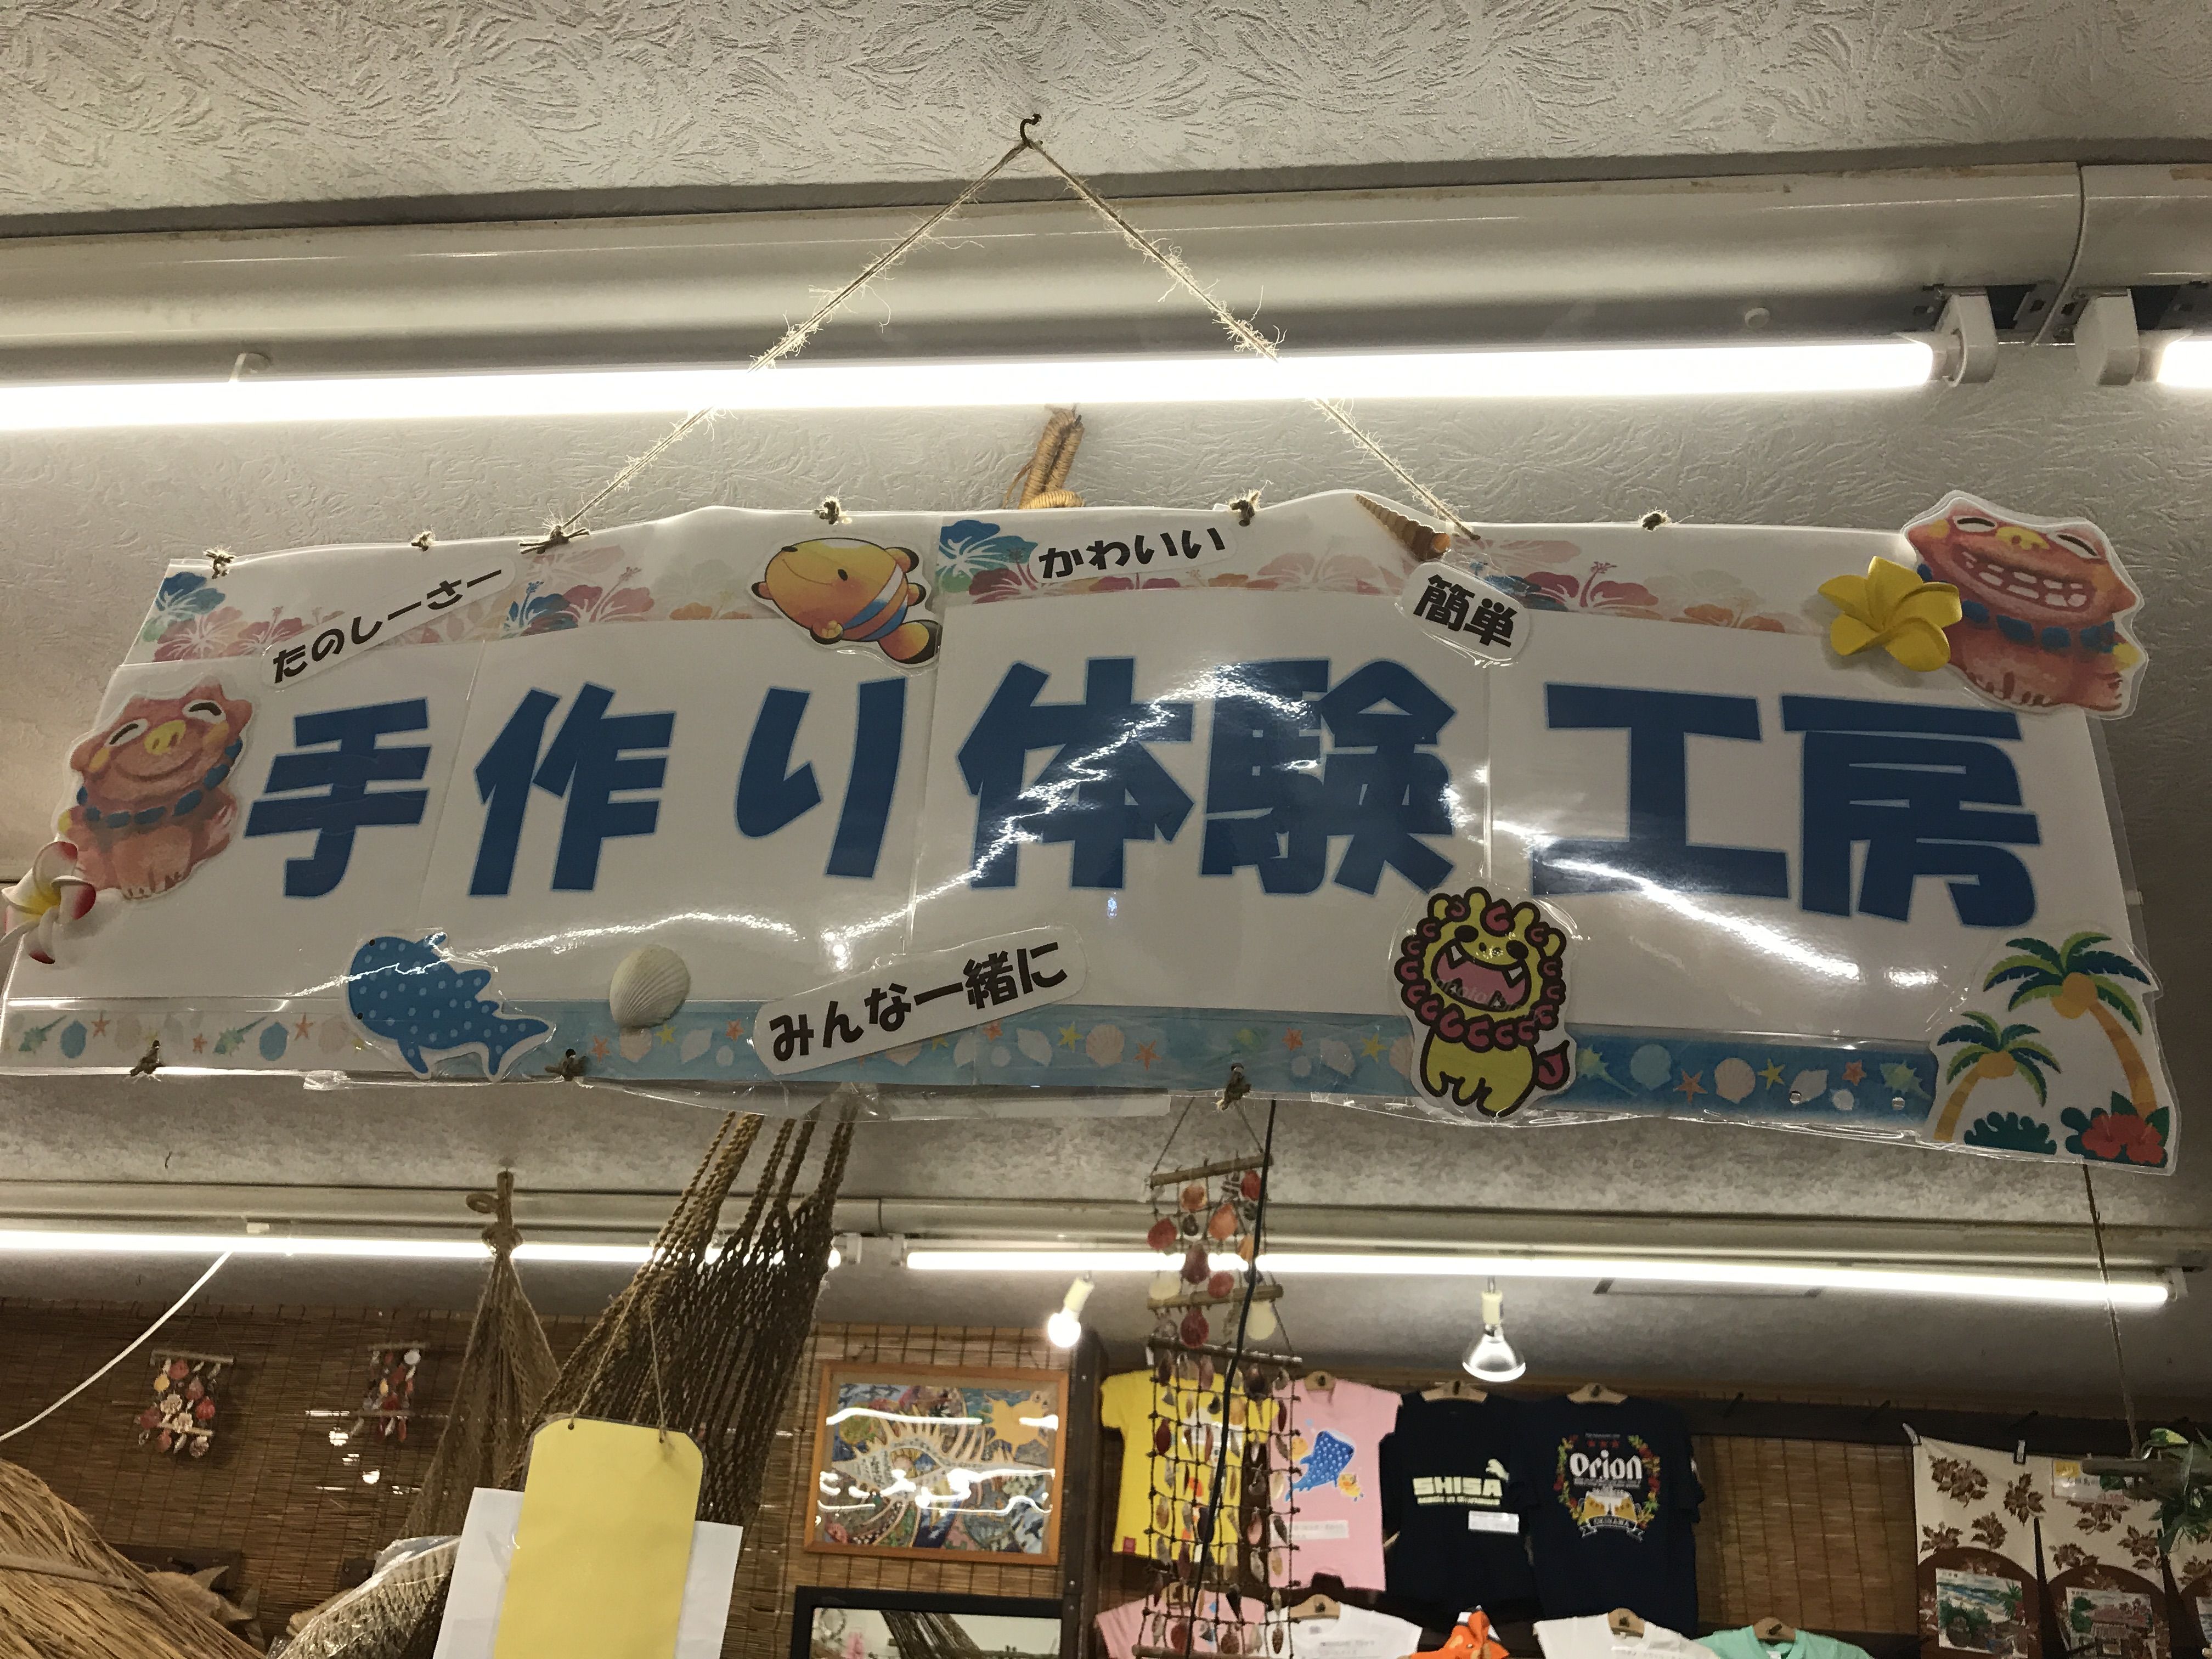 たのしーさー
かわいい
簡単
手作り体験工房
みんな一緒に
SHISA
Orion
OKINAWA